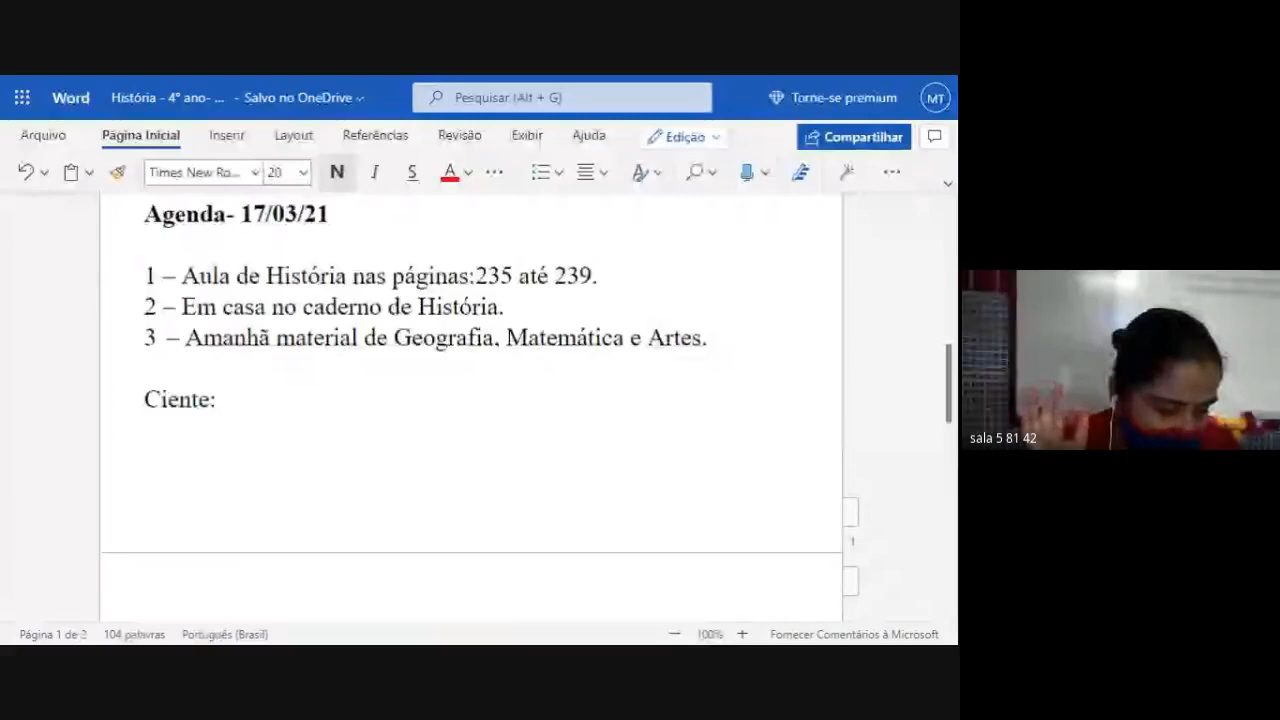 Word História - 4° ano- ... - Salvo no OneDrive Pesquisar (Alt + G) Torne-se premium MT
Arquivo Página Inicial Inserir Layout Referências Revisão Exibir Ajuda Edição Compartilhar
Times New Ro... 20 N I S A ...
Agenda- 17/03/21
1 – Aula de História nas páginas:235 até 239.
2 – Em casa no caderno de História.
3 – Amanhã material de Geografia, Matemática e Artes.
Ciente:
sala 5 81 42
1
Página 1 de 2 104 palavras Português (Brasil) 100% Fornecer Comentários à Microsoft